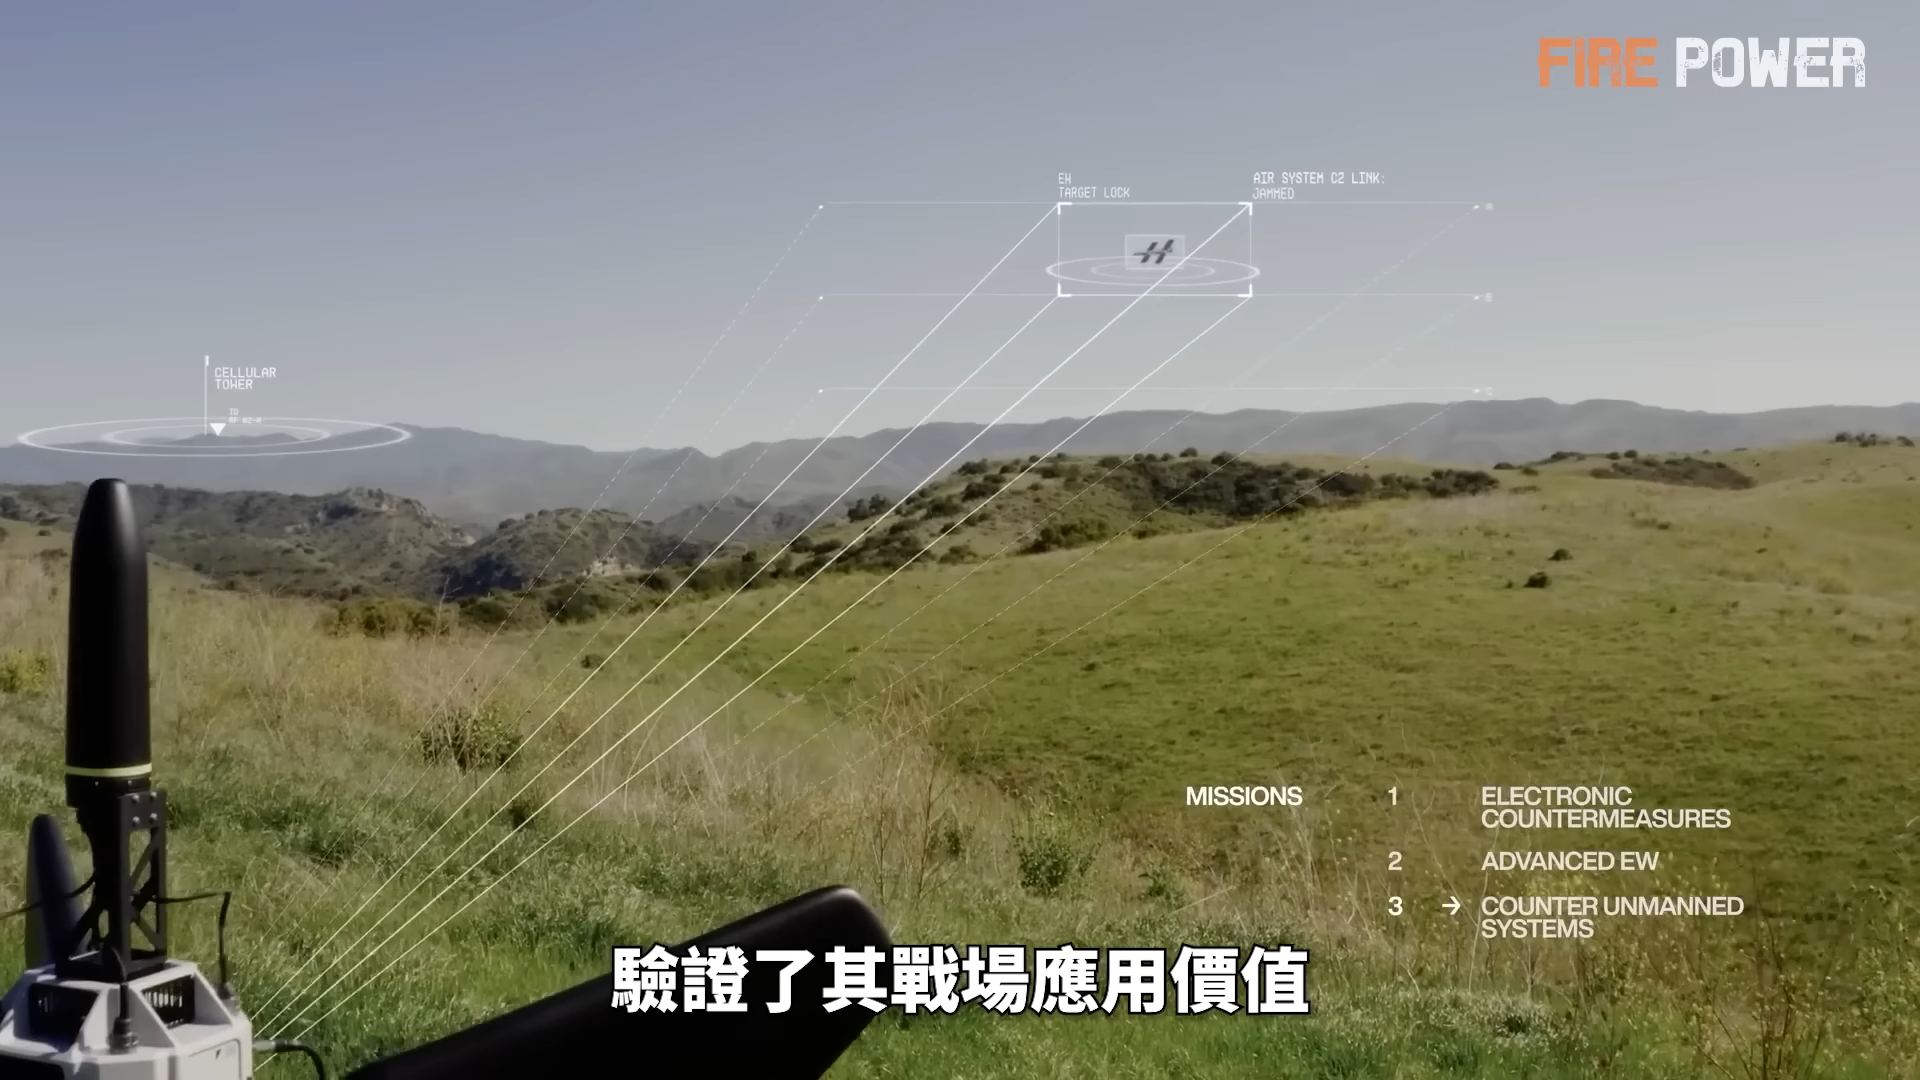 FIRE POWER
EW
TARGET LOCK
AIR SYSTEM C2 LINK:
JAMMED
CELLULAR
TOWER
ID
MISSIONS
1 ELECTRONIC
COUNTERMEASURES
2 ADVANCED EW
3 → COUNTER UNMANNED
SYSTEMS
驗證了其戰場應用價值